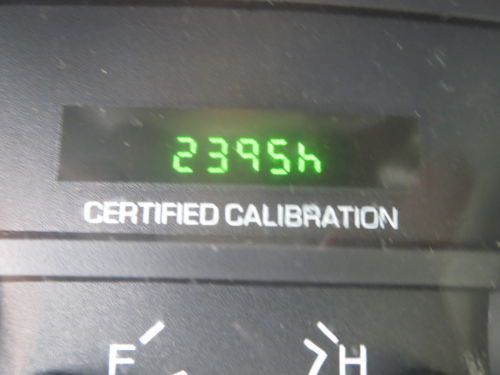 2395h
CERTIFIED CALIBRATION
F H